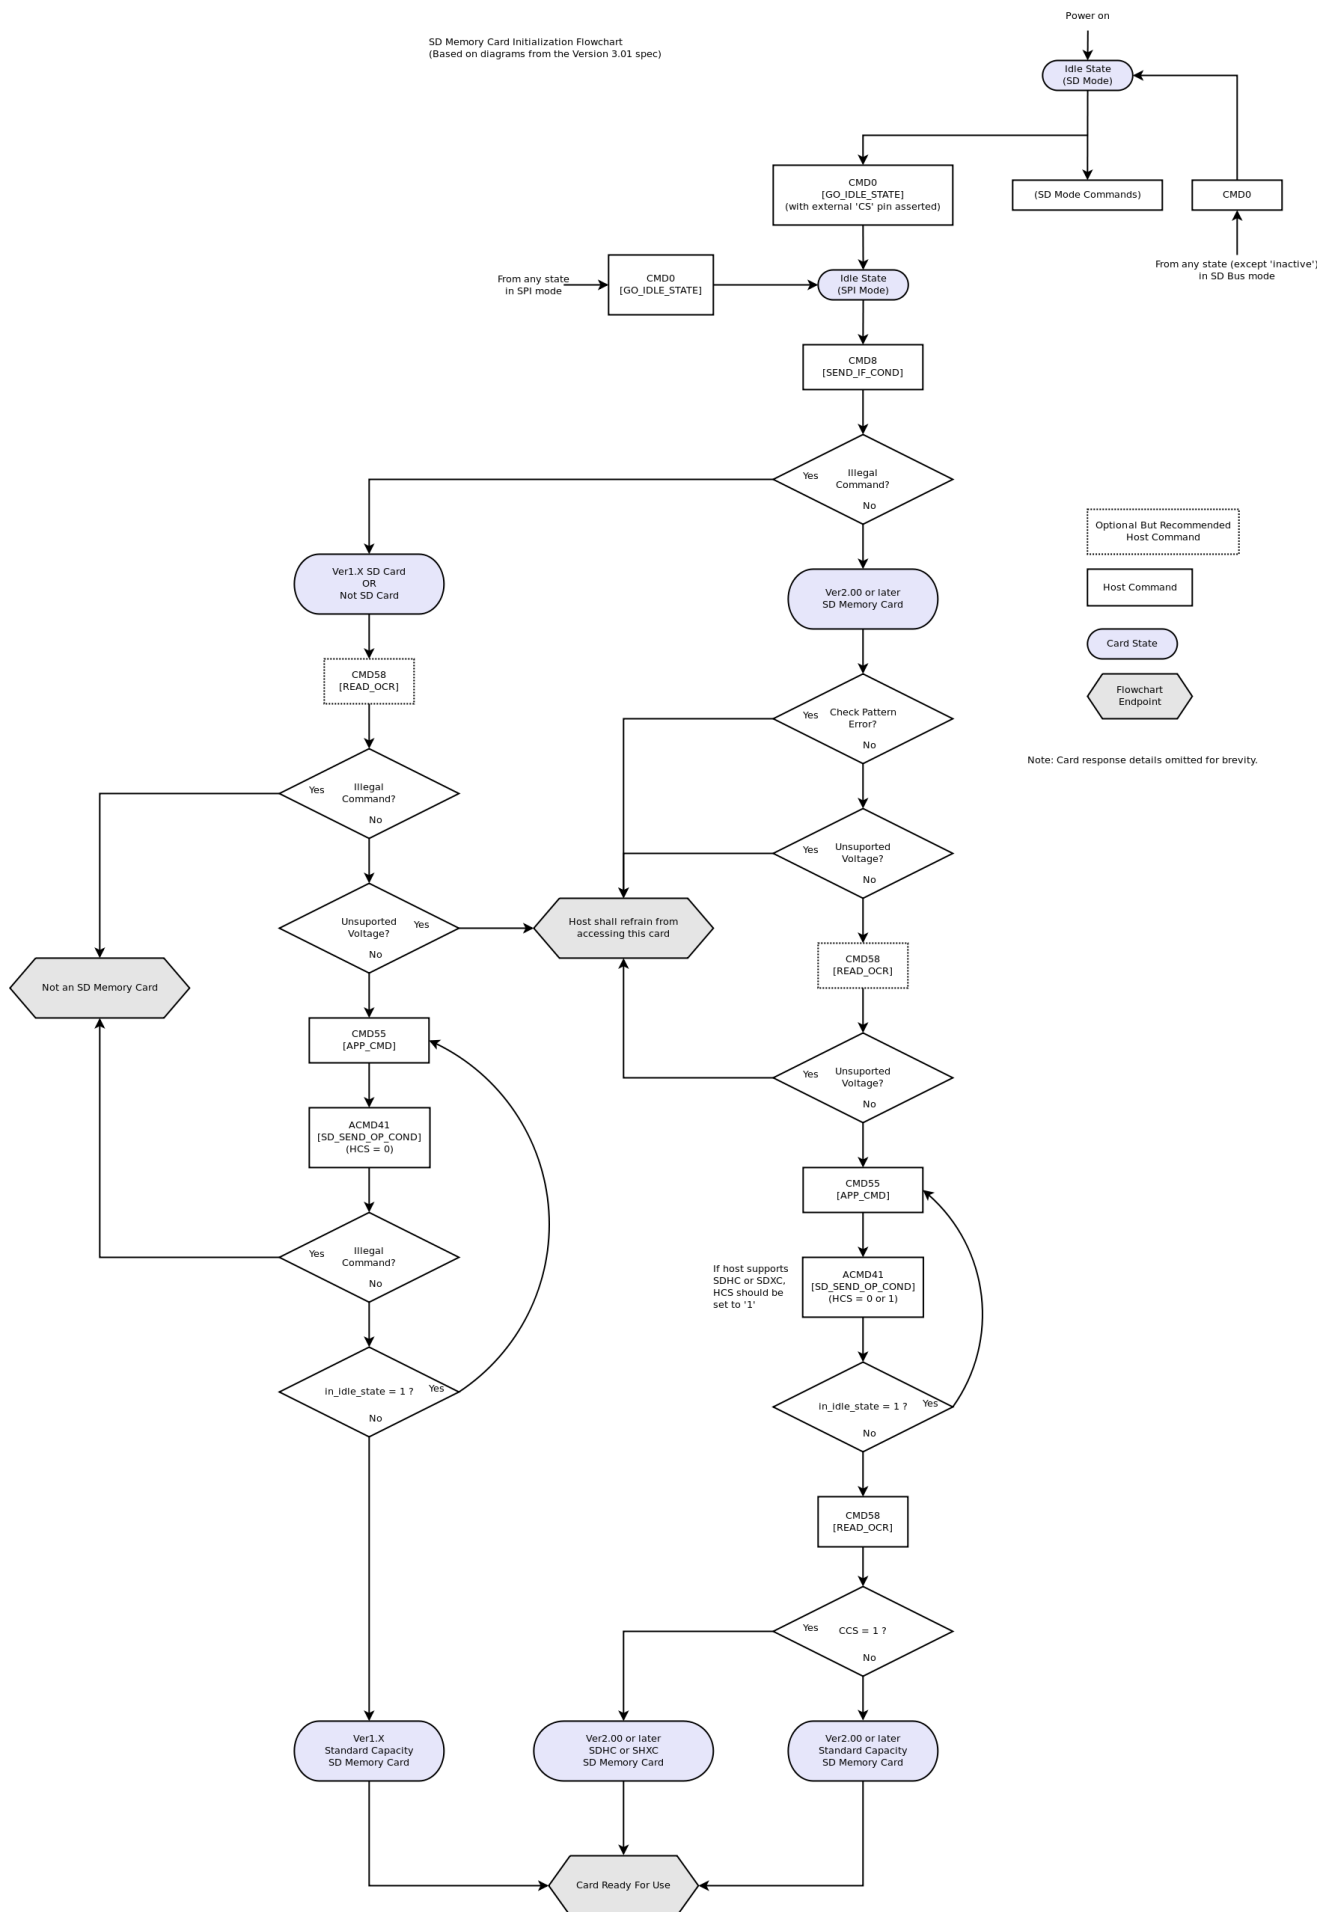 Power on
SD Memory Card Initialization Flowchart
(Based on diagrams from the Version 3.01 spec)
Idle State
(SD Mode)
CMD0
[GO_IDLE_STATE]
(with external 'CS' pin asserted)
(SD Mode Commands)
CMD0
From any state (except 'inactive')
in SD Bus mode
From any state
in SPI mode
CMD0
[GO_IDLE_STATE]
Idle State
(SPI Mode)
CMD8
[SEND_IF_COND]
Yes
Illegal
Command?
No
Optional But Recommended
Host Command
Host Command
Card State
Flowchart
Endpoint
Note: Card response details omitted for brevity.
Ver1.X SD Card
OR
Not SD Card
Ver2.00 or later
SD Memory Card
CMD58
[READ_OCR]
Yes
Check Pattern
Error?
No
Yes
Illegal
Command?
No
Yes
Unsuported
Voltage?
No
Unsuported
Voltage?
Yes
No
Host shall refrain from
accessing this card
CMD58
[READ_OCR]
Not an SD Memory Card
CMD55
[APP_CMD]
Yes
Unsuported
Voltage?
No
ACMD41
[SD_SEND_OP_COND]
(HCS = 0)
CMD55
[APP_CMD]
Yes
Illegal
Command?
No
If host supports
SDHC or SDXC,
HCS should be
set to '1'
ACMD41
[SD_SEND_OP_COND]
(HCS = 0 or 1)
in_idle_state = 1 ?
Yes
No
in_idle_state = 1 ?
Yes
No
CMD58
[READ_OCR]
Yes
CCS = 1 ?
No
Ver1.X
Standard Capacity
SD Memory Card
Ver2.00 or later
SDHC or SHXC
SD Memory Card
Ver2.00 or later
Standard Capacity
SD Memory Card
Card Ready For Use